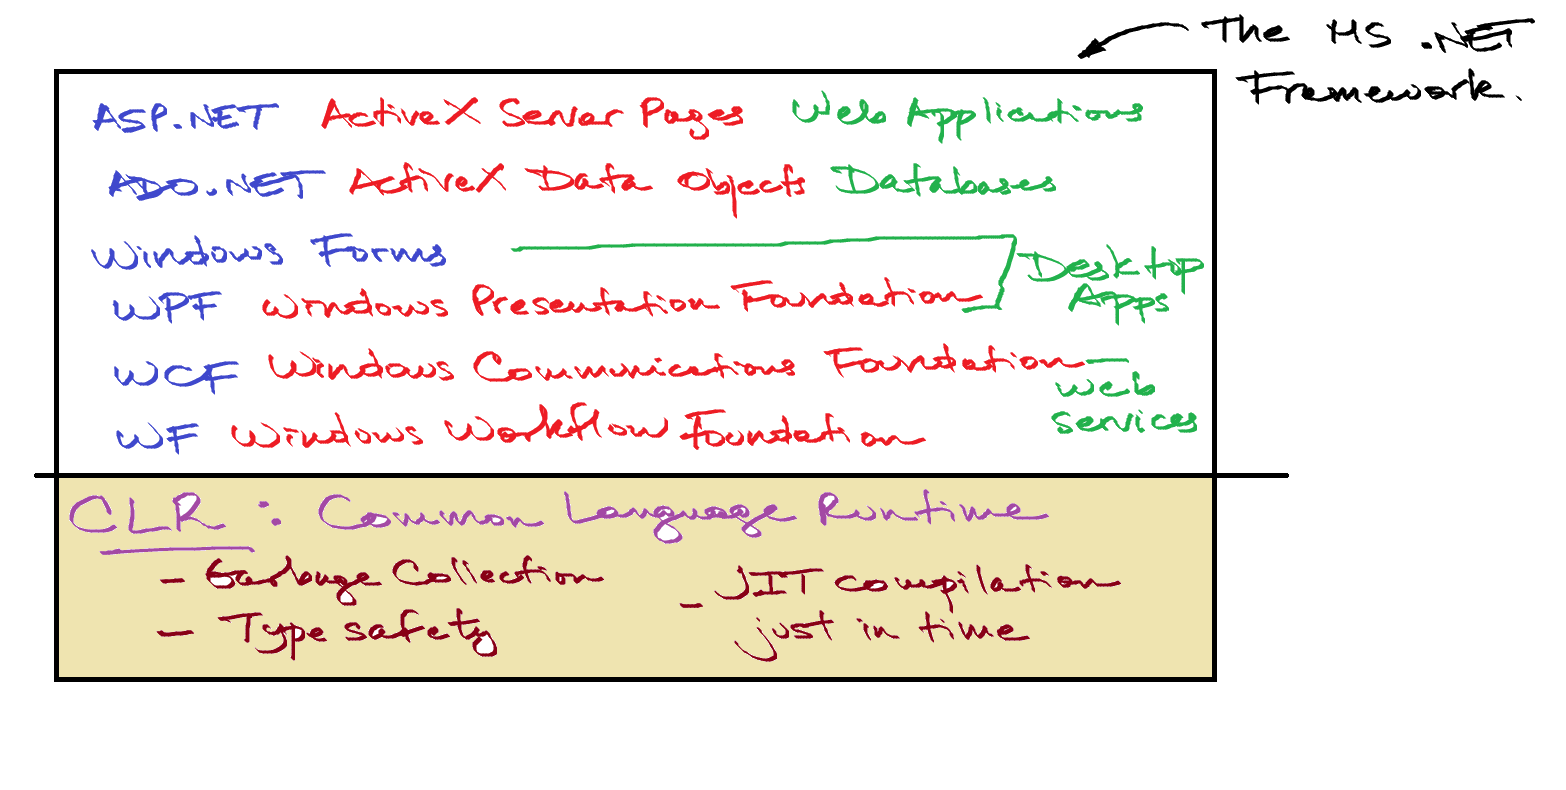 The MS .NET
Framework.
ASP.NET ActiveX Server Pages Web Applications
ADO.NET ActiveX Data Objects Databases
Windows Forms
Desktop
Apps
WPF Windows Presentation Foundation
WCF Windows Communications Foundation
Web
Services
WF Windows Workflow Foundation
CLR : Common Language Runtime
- Garbage Collection
- JIT compilation
just in time
- Type safety